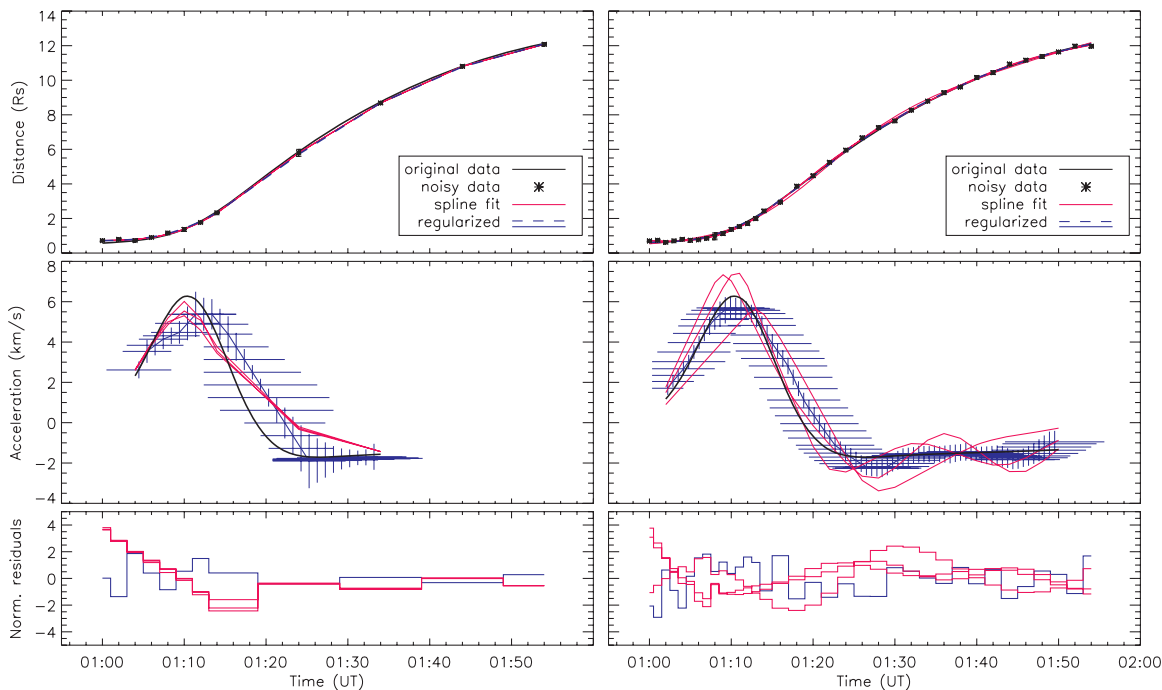 14
12
10
8
6
4
2
0
Distance (Rs)
original data
noisy data
spline fit
regularized
original data
noisy data
spline fit
regularized
8
6
4
2
0
−2
−4
Acceleration (km/s)
4
2
0
−2
−4
Norm. residuals
01:00 01:10 01:20 01:30 01:40 01:50
Time (UT)
01:00 01:10 01:20 01:30 01:40 01:50 02:00
Time (UT)